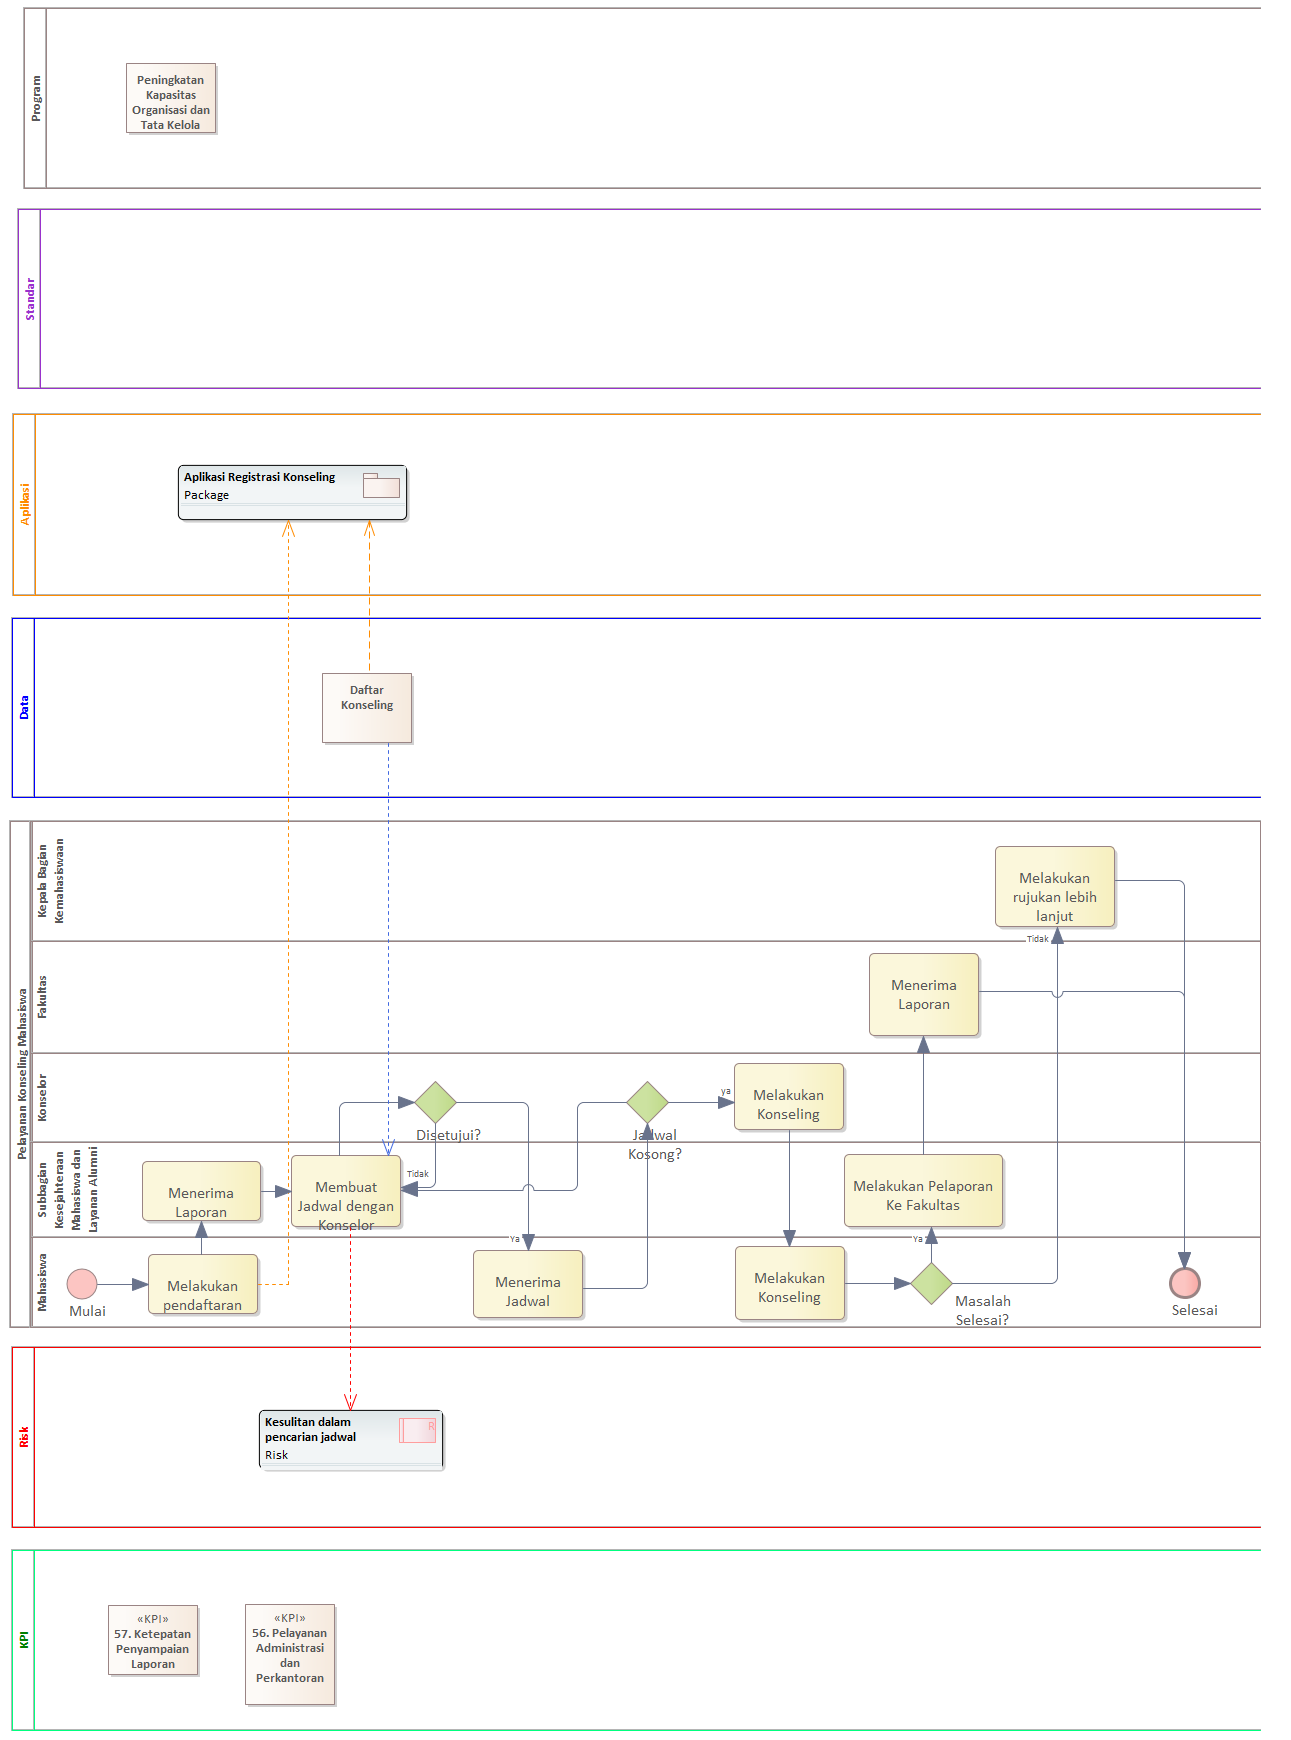 Program
Peningkatan
Kapasitas
Organisasi dan
Tata Kelola
Standar
Aplikasi
Aplikasi Registrasi Konseling
Package
Data
Daftar
Konseling
Pelayanan Konseling Mahasiswa
Kepala Bagian
Kemahasiswaan
Melakukan
rujukan lebih
lanjut
Tidak
Fakultas
Menerima
Laporan
Konselor
Disetujui?
Jadwal
Kosong?
ya
Melakukan
Konseling
Subbagian
Kesejahteraan
Mahasiswa dan
Layanan Alumni
Menerima
Laporan
Membuat
Jadwal dengan
Konselor
Tidak
Melakukan Pelaporan
Ke Fakultas
Mahasiswa
Mulai
Melakukan
pendaftaran
Ya
Menerima
Jadwal
Melakukan
Konseling
Ya
Masalah
Selesai?
Selesai
Risk
Kesulitan dalam
pencarian jadwal
Risk
R
KPI
«KPI»
57. Ketepatan
Penyampaian
Laporan
«KPI»
56. Pelayanan
Administrasi
dan
Perkantoran